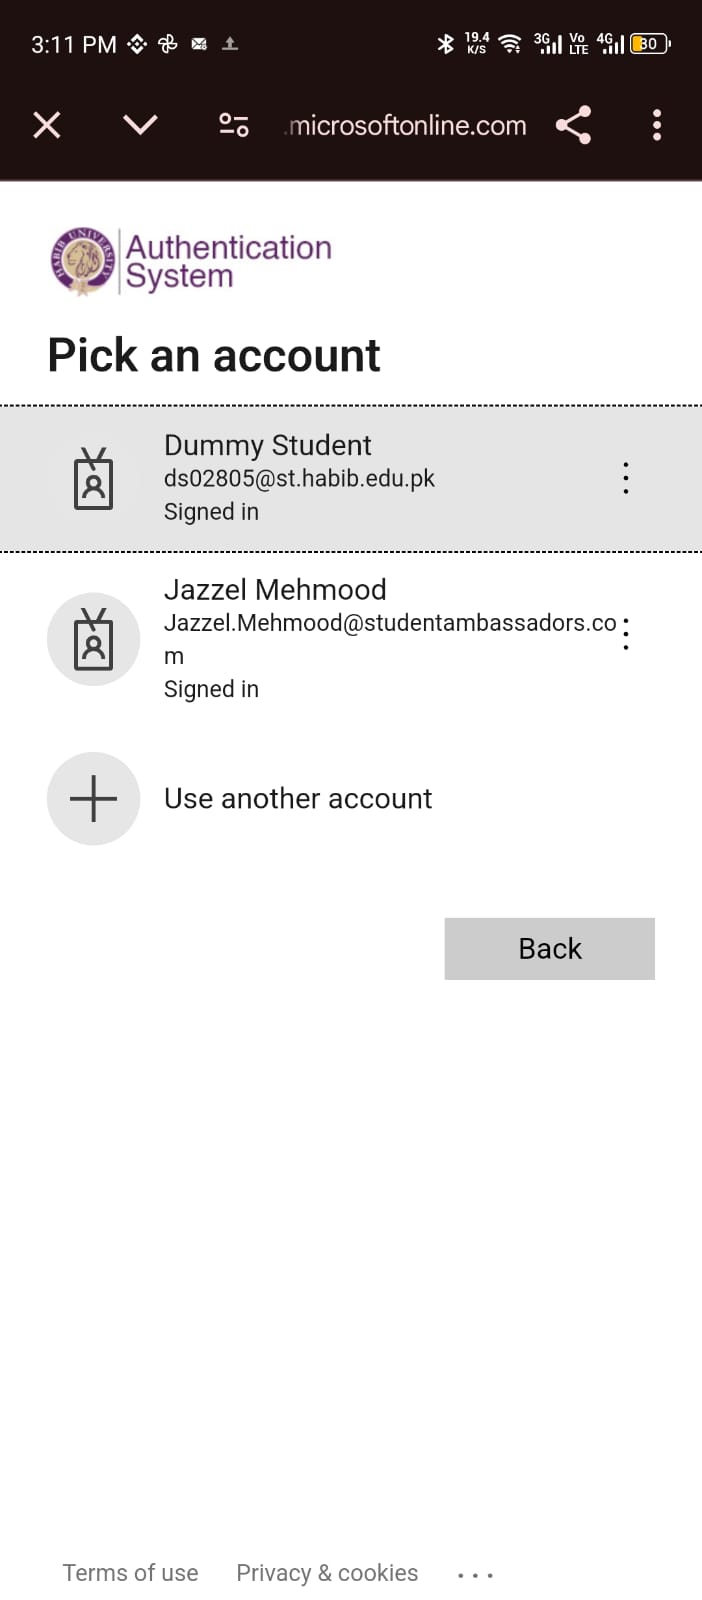 3:11 PM
19.4
K/S
3G
Vo
LTE
4G
30
.microsoftonline.com
HABIB UNIVERSITY
Authentication
System
Pick an account
Dummy Student
ds02805@st.habib.edu.pk
Signed in
Jazzel Mehmood
Jazzel.Mehmood@studentambassadors.co
m
Signed in
Use another account
Back
Terms of use
Privacy & cookies